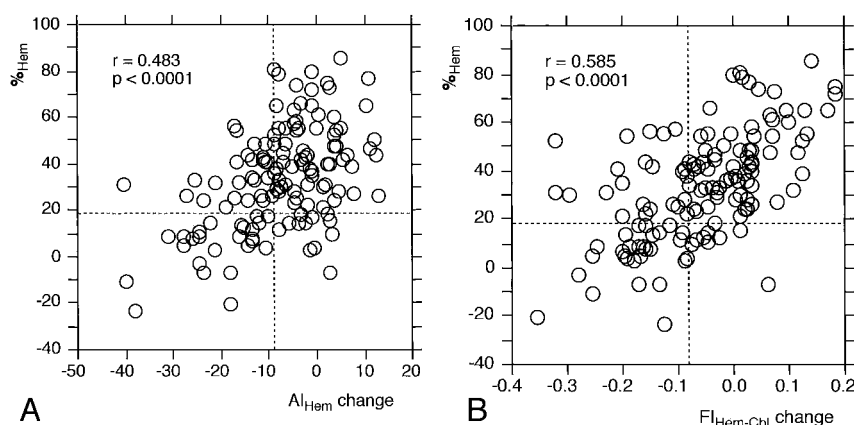 100
80
60
40
20
0
-20
-40
%Hem
r = 0.483
p < 0.0001
-50 -40 -30 -20 -10 0 10 20
AIHem change
A
100
80
60
40
20
0
-20
-40
%Hem
r = 0.585
p < 0.0001
-0.4 -0.3 -0.2 -0.1 0.0 0.1 0.2
FIHem-Cbl change
B